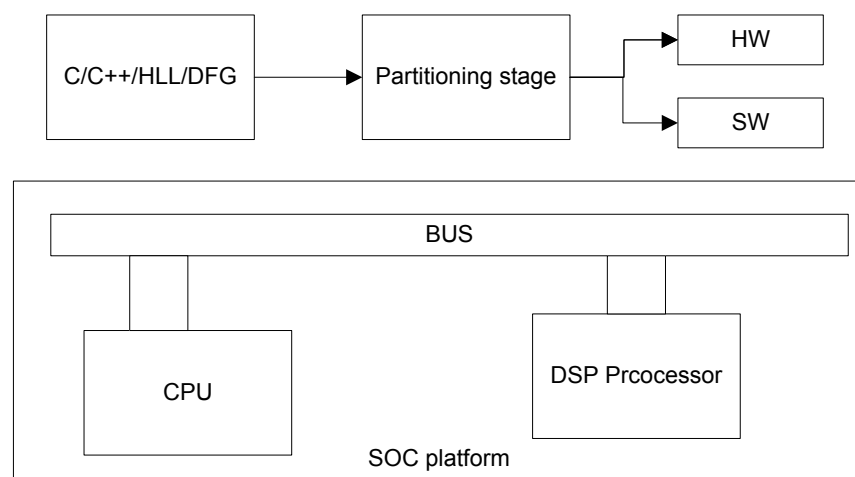 C/C++/HLL/DFG
Partitioning stage
HW
SW
BUS
CPU
DSP Prcocessor
SOC platform